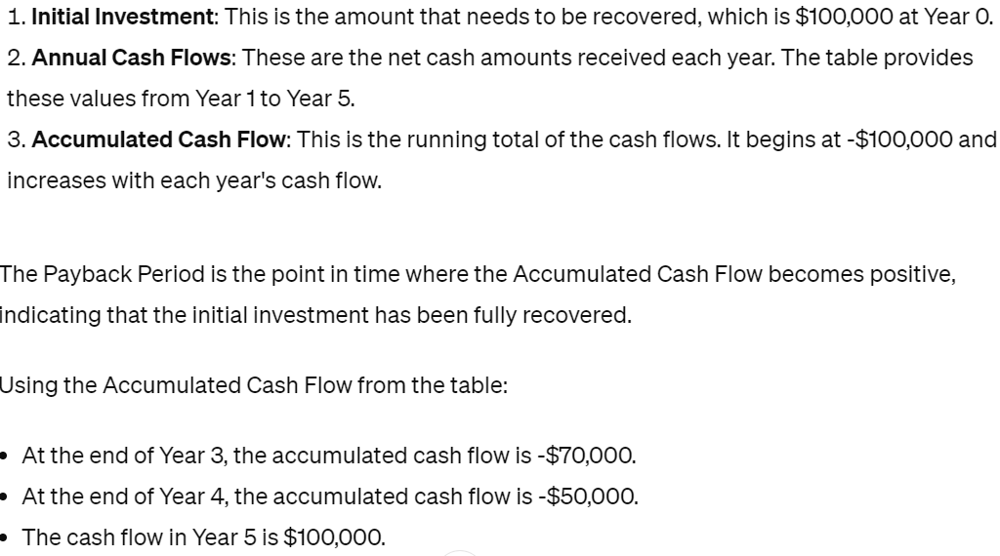 1. Initial Investment: This is the amount that needs to be recovered, which is $100,000 at Year 0.
2. Annual Cash Flows: These are the net cash amounts received each year. The table provides
these values from Year 1 to Year 5.
3. Accumulated Cash Flow: This is the running total of the cash flows. It begins at -$100,000 and
increases with each year's cash flow.
The Payback Period is the point in time where the Accumulated Cash Flow becomes positive,
indicating that the initial investment has been fully recovered.
Using the Accumulated Cash Flow from the table:
• At the end of Year 3, the accumulated cash flow is -$70,000.
• At the end of Year 4, the accumulated cash flow is -$50,000.
• The cash flow in Year 5 is $100,000.